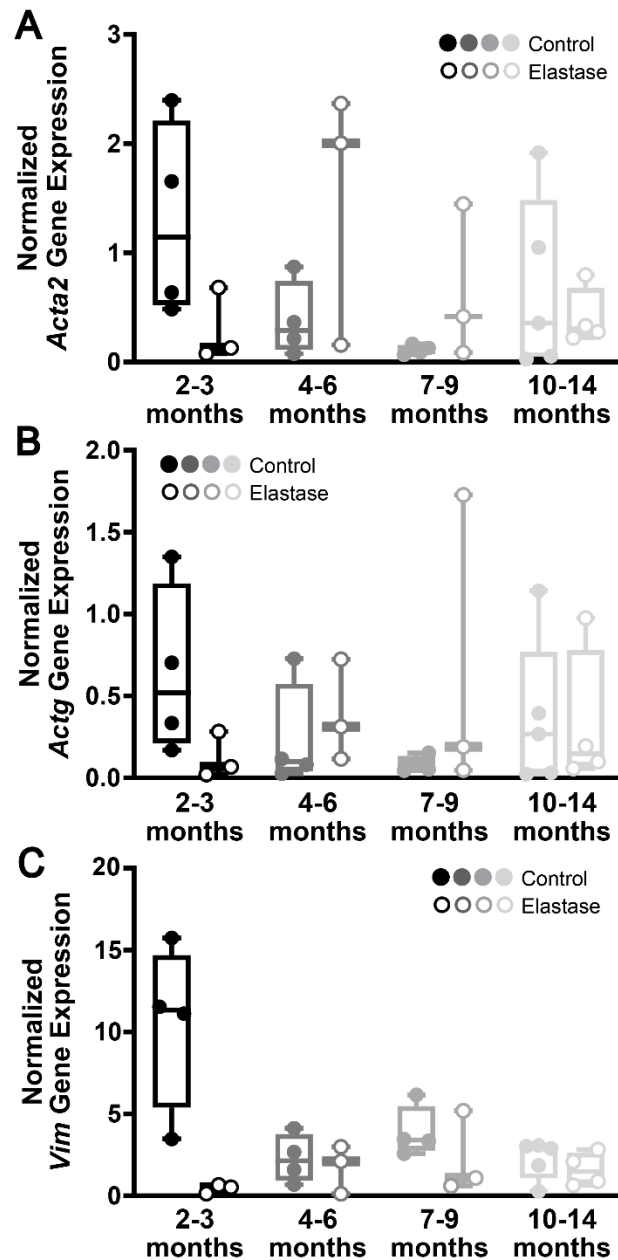 A
Normalized
Acta2 Gene Expression
3
2
1
0
Control
Elastase
2-3
months
4-6
months
7-9
months
10-14
months
B
Normalized
Actg Gene Expression
2.0
1.5
1.0
0.5
0.0
Control
Elastase
2-3
months
4-6
months
7-9
months
10-14
months
C
Normalized
Vim Gene Expression
20
15
10
5
0
Control
Elastase
2-3
months
4-6
months
7-9
months
10-14
months